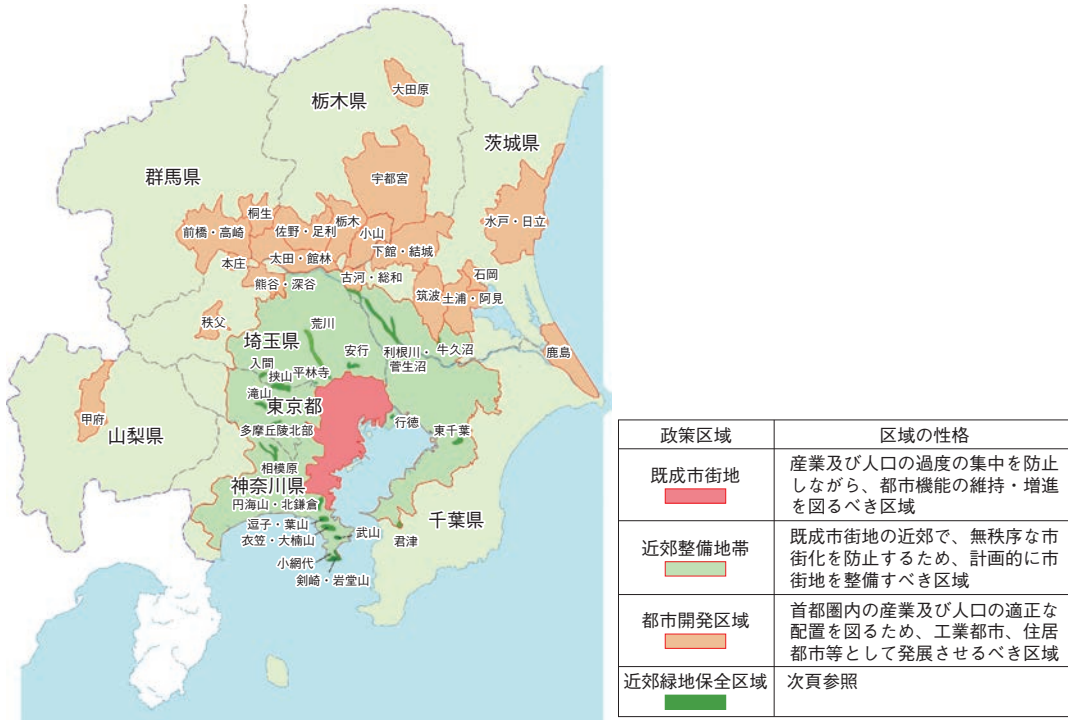 栃木県
大田原
茨城県
群馬県
宇都宮
桐生
栃木
水戸・日立
前橋・高崎
佐野・足利
小山
下館・結城
本庄
太田・館林
石岡
熊谷・深谷
古河・総和
筑波
土浦・阿見
秩父
荒川
埼玉県
安行
利根川・
菅生沼
牛久沼
鹿島
入間
狭山
平林寺
滝山
東京都
甲府
山梨県
多摩丘陵北部
行徳
東千葉
相模原
神奈川県
円海山・北鎌倉
千葉県
逗子・葉山
衣笠・大楠山
武山
君津
小網代
剣崎・岩堂山
政策区域
区域の性格
既成市街地
産業及び人口の過度の集中を防止
しながら、都市機能の維持・増進
を図るべき区域
近郊整備地帯
既成市街地の近郊で、無秩序な市
街化を防止するため、計画的に市
街地を整備すべき区域
都市開発区域
首都圏内の産業及び人口の適正な
配置を図るため、工業都市、住居
都市等として発展させるべき区域
近郊緑地保全区域
次頁参照